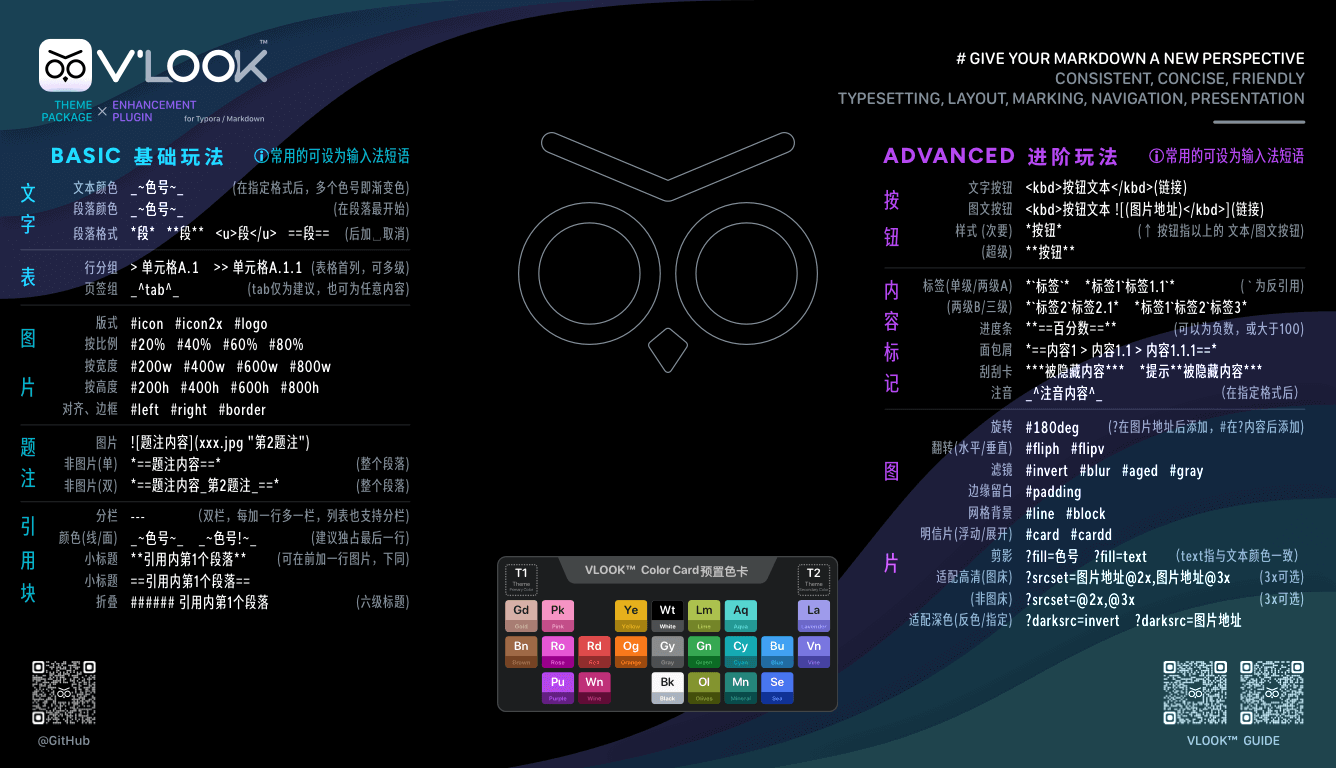 V'LOOK™
THEME PACKAGE × ENHANCEMENT PLUGIN
for Typora / Markdown
# GIVE YOUR MARKDOWN A NEW PERSPECTIVE
CONSISTENT, CONCISE, FRIENDLY
TYPESETTING, LAYOUT, MARKING, NAVIGATION, PRESENTATION
BASIC 基础玩法 ⓘ常用的可设为输入法短语
文字
文本颜色 _~色号~_ (在指定格式后，多个色号即渐变色)
段落颜色 _~色号~_ (在段落最开始)
段落格式 *段* **段** <u>段</u> ==段== (后加␣取消)
表
行分组 > 单元格A.1 >> 单元格A.1.1 (表格首列，可多级)
页签组 _^tab^_ (tab仅为建议，也可为任意内容)
图片
版式 #icon #icon2x #logo
按比例 #20% #40% #60% #80%
按宽度 #200w #400w #600w #800w
按高度 #200h #400h #600h #800h
对齐、边框 #left #right #border
题注
图片 ![题注内容](xxx.jpg "第2题注")
非图片(单) *==题注内容==* (整个段落)
非图片(双) *==题注内容_第2题注_==* (整个段落)
引用块
分栏 --- (双栏，每加一行多一栏，列表也支持分栏)
颜色(线/面) _~色号~_ _~色号!~_ (建议独占最后一行)
小标题 **引用内第1个段落** (可在前加一行图片，下同)
小标题 ==引用内第1个段落==
折叠 ###### 引用内第1个段落 (六级标题)
@GitHub
ADVANCED 进阶玩法 ⓘ常用的可设为输入法短语
按钮
文字按钮 <kbd>按钮文本</kbd>(链接)
图文按钮 <kbd>按钮文本 ![(图片地址)</kbd>](链接)
样式 (次要) *按钮* (↑ 按钮指以上的 文本/图文按钮)
(超级) **按钮**
内容标记
标签(单级/两级A) *`标签`* *标签1`标签1.1`* (`为反引用)
(两级B/三级) *`标签2`标签2.1* *标签1`标签2`标签3*
进度条 **==百分数==** (可以为负数，或大于100)
面包屑 *==内容1 > 内容1.1 > 内容1.1.1==*
刮刮卡 ***被隐藏内容*** *提示**被隐藏内容***
注音 _^注音内容^_ (在指定格式后)
图片
旋转 #180deg (?在图片地址后添加，#在?内容后添加)
翻转(水平/垂直) #fliph #flipv
滤镜 #invert #blur #aged #gray
边缘留白 #padding
网格背景 #line #block
明信片(浮动/展开) #card #cardd
剪影 ?fill=色号 ?fill=text (text指与文本颜色一致)
适配高清(图床) ?srcset=图片地址@2x,图片地址@3x (3x可选)
(非图床) ?srcset=@2x,@3x (3x可选)
适配深色(反色/指定) ?darksrc=invert ?darksrc=图片地址
VLOOK™ GUIDE
VLOOK™ Color Card预置色卡
T1 Theme Primary Color
T2 Theme Secondary Color
Gd Pk Ye Wt Lm Aq La
Gold Pink Yellow White Lime Aqua Lavender
Bn Ro Rd Og Gy Gn Cy Bu Vn
Brown Rose Red Orange Gray Green Cyan Blue Vine
Pu Wn Bk Ol Mn Se
Purple Wine Black Olives Mineral Sea